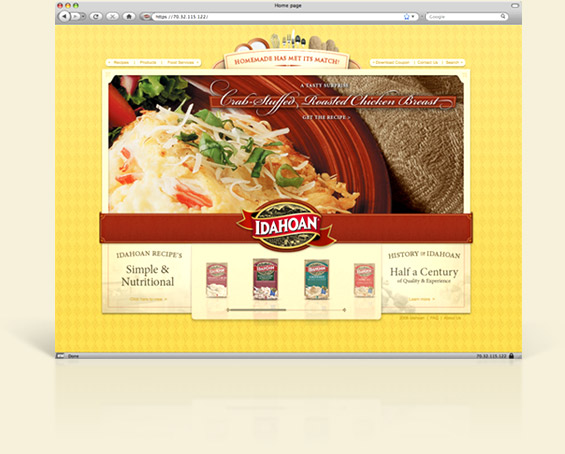 Home page
https://70.32.115.122/
Google
HOMEMADE HAS MET ITS MATCH!
Recipes | Products | Food Services
Download Coupon! | Contact Us | Search
A TASTY SURPRISE
Crab-Stuffed, Roasted Chicken Breast
GET THE RECIPE >
IDAHOAN
IDAHOAN RECIPE'S
Simple &
Nutritional
HISTORY of IDAHOAN
Half a Century
of Quality & Experience
Learn more >
IDAHOAN
2008 Idahoan | FAQ | About Us
Done
70.32.115.122